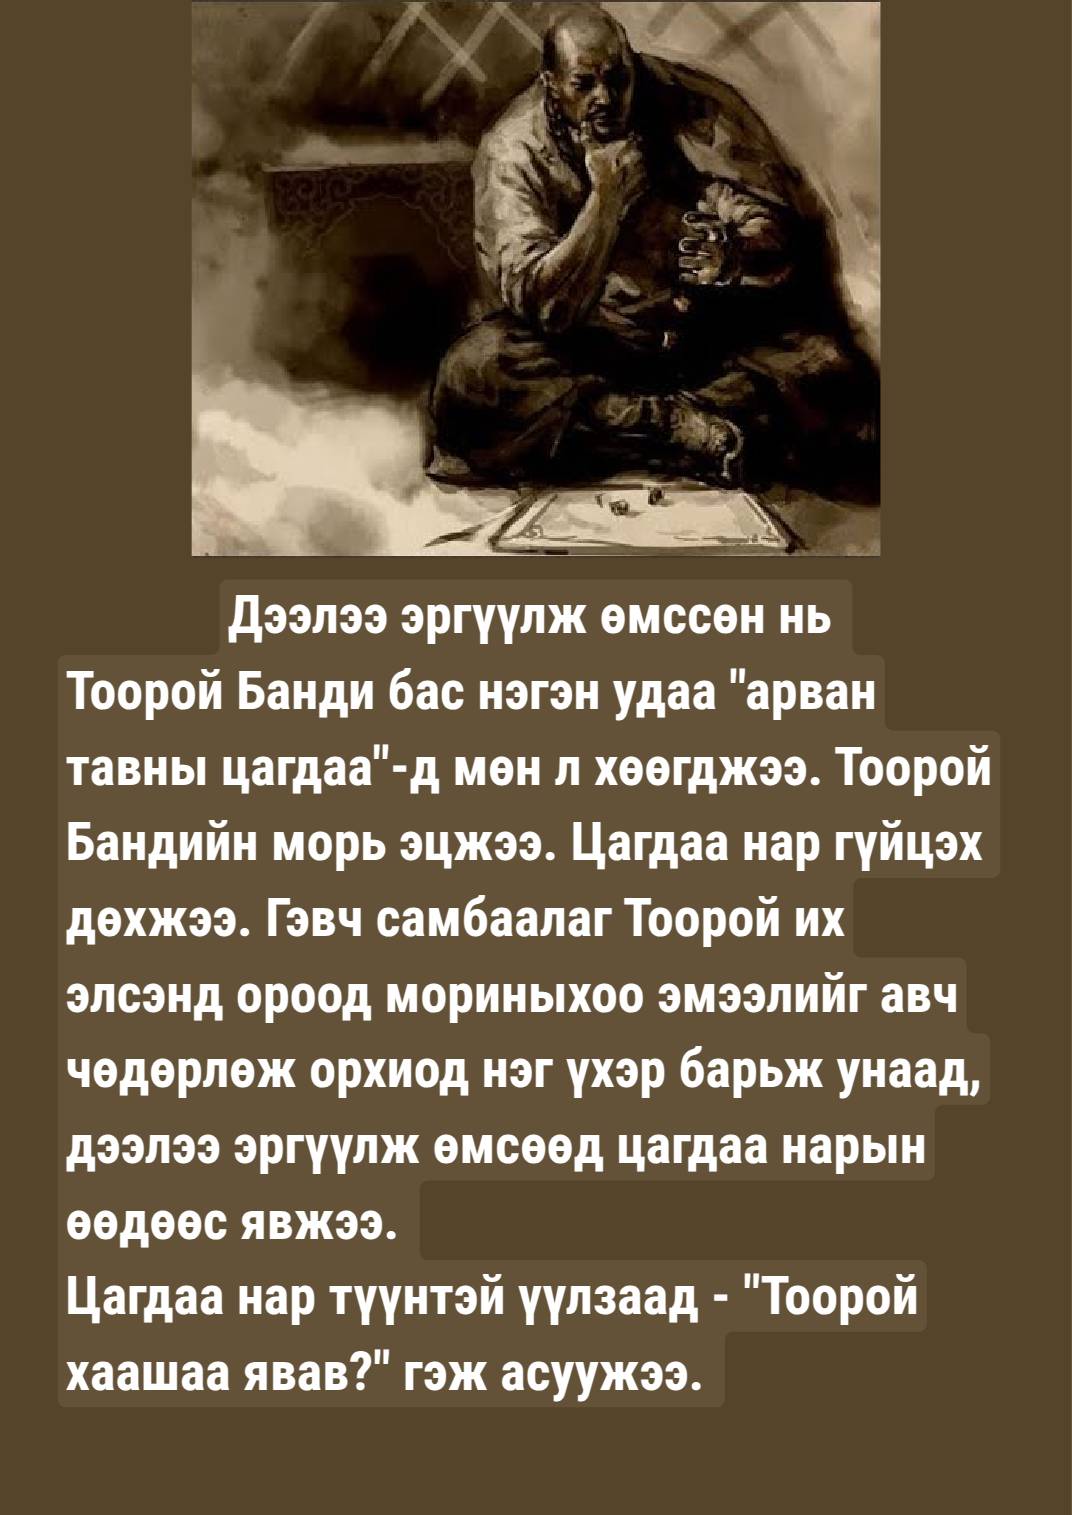 Дээлээ эргүүлж өмссөн нь
Тоорой Банди бас нэгэн удаа "арван
тавны цагдаа"-д мөн л хөөгджээ. Тоорой
Бандийн морь эцжээ. Цагдаа нар гүйцэх
дөхжээ. Гэвч самбаалаг Тоорой их
элсэнд ороод мориныхоо эмээлийг авч
чөдөрлөж орхиод нэг үхэр барьж унаад,
дээлээ эргүүлж өмсөөд цагдаа нарын
өөдөөс явжээ.
Цагдаа нар түүнтэй үүлзаад - "Тоорой
хаашаа явав?" гэж асуужээ.